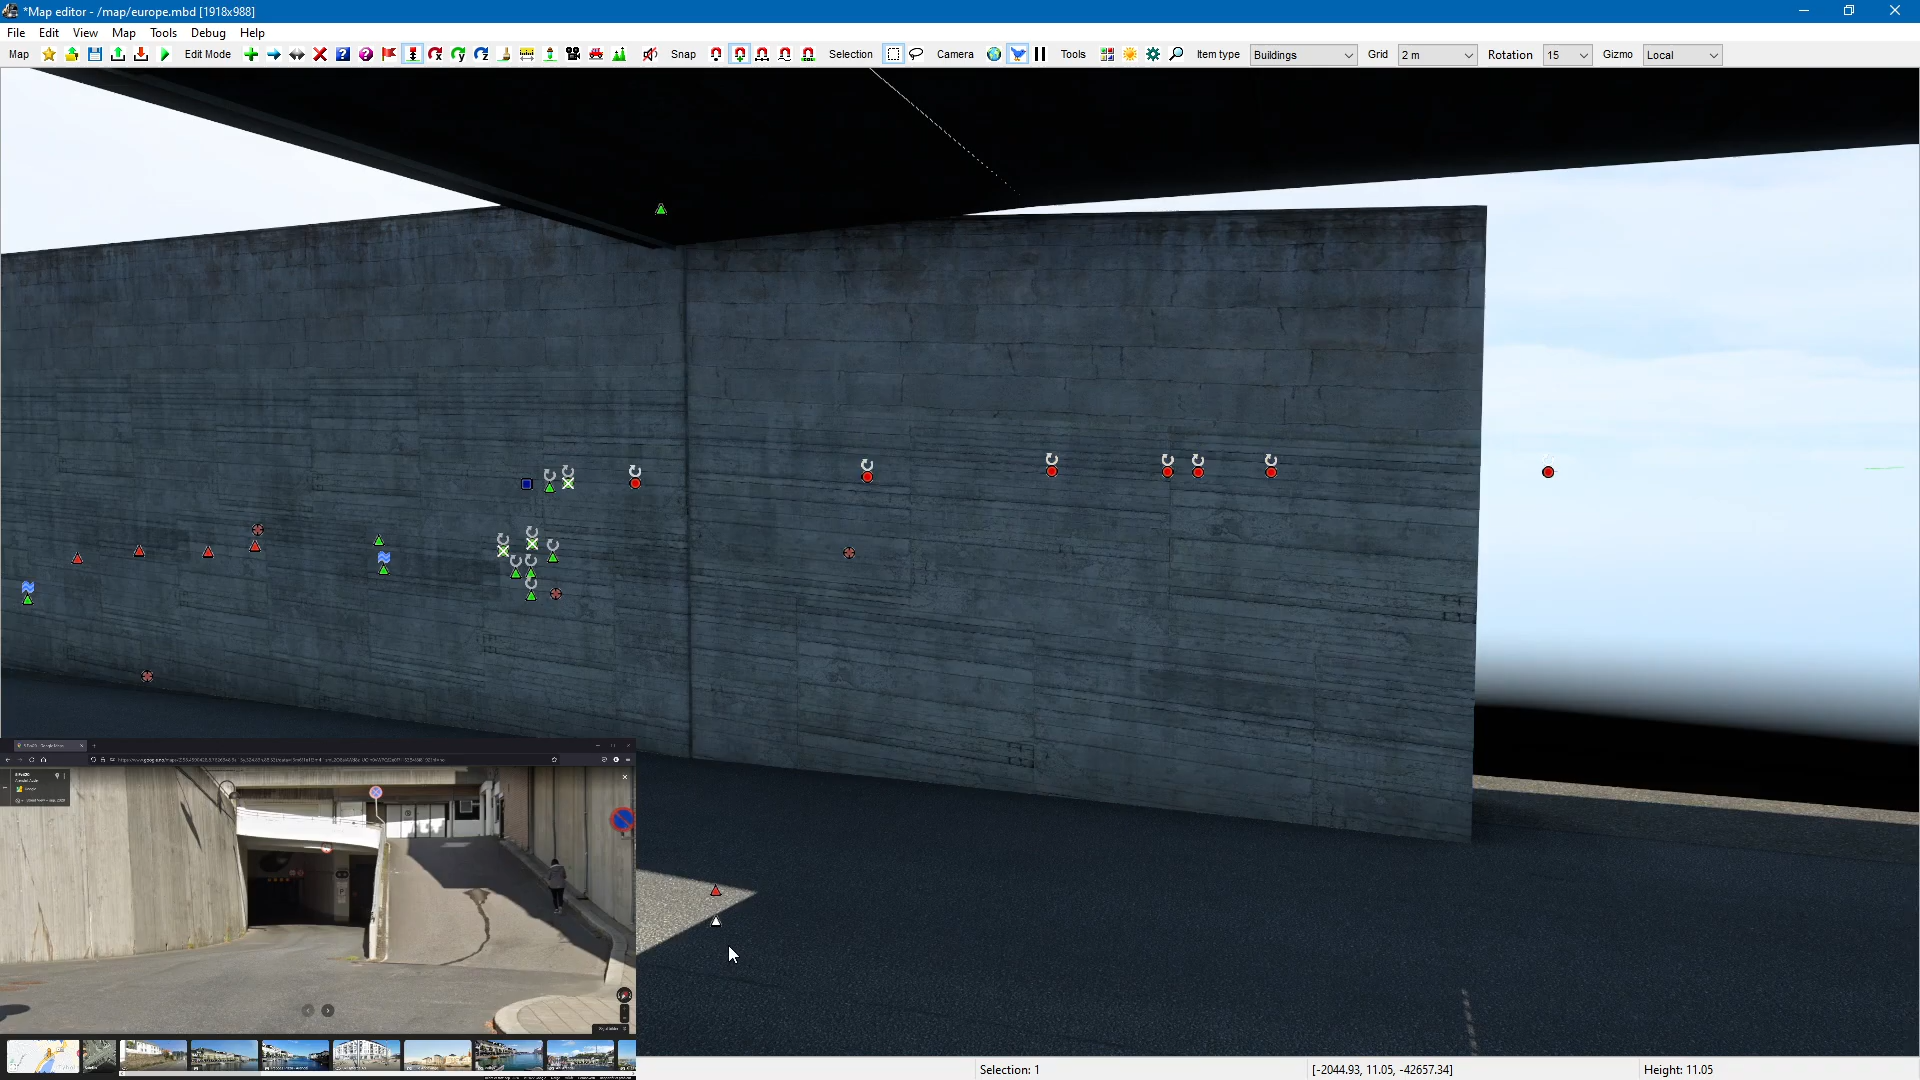 *Map editor - /map/europe.mbd [1918x988]
File Edit View Map Tools Debug Help
Map Edit Mode Snap Selection Camera Tools Item type Buildings Grid 2 m Rotation 15 Gizmo Local
Selection: 1 [-2044.93, 11.05, -42657.34] Height: 11.05